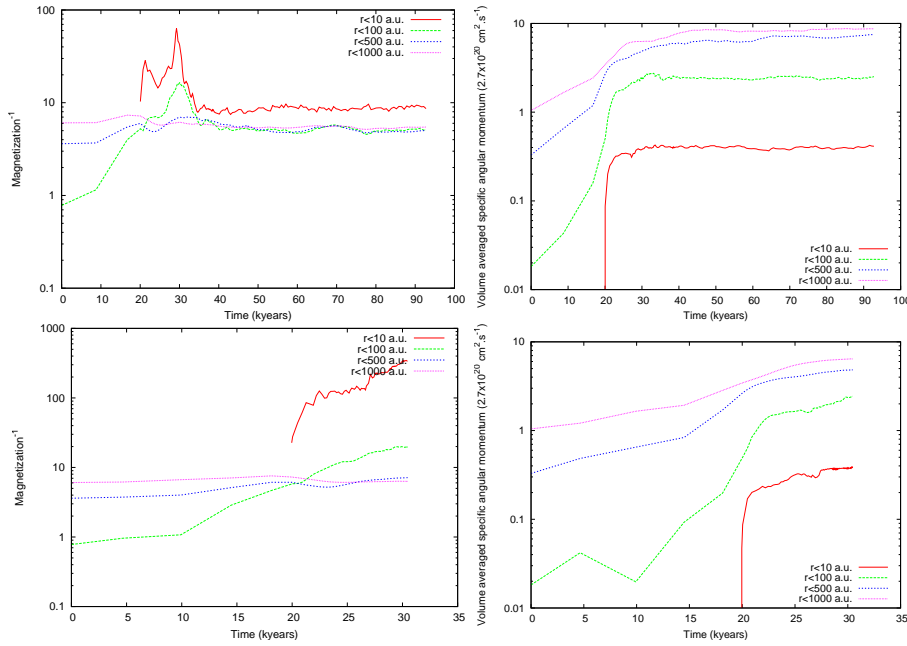 100
10
1
0.1
Magnetization⁻¹
0 10 20 30 40 50 60 70 80 90 100
Time (kyears)
r<10 a.u.
r<100 a.u.
r<500 a.u.
r<1000 a.u.
10
1
0.1
0.01
Volume averaged specific angular momentum (2.7x10²⁰ cm².s⁻¹)
0 10 20 30 40 50 60 70 80 90 100
Time (kyears)
r<10 a.u.
r<100 a.u.
r<500 a.u.
r<1000 a.u.
1000
100
10
1
0.1
Magnetization⁻¹
0 5 10 15 20 25 30 35
Time (kyears)
r<10 a.u.
r<100 a.u.
r<500 a.u.
r<1000 a.u.
10
1
0.1
0.01
Volume averaged specific angular momentum (2.7x10²⁰ cm².s⁻¹)
0 5 10 15 20 25 30 35
Time (kyears)
r<10 a.u.
r<100 a.u.
r<500 a.u.
r<1000 a.u.